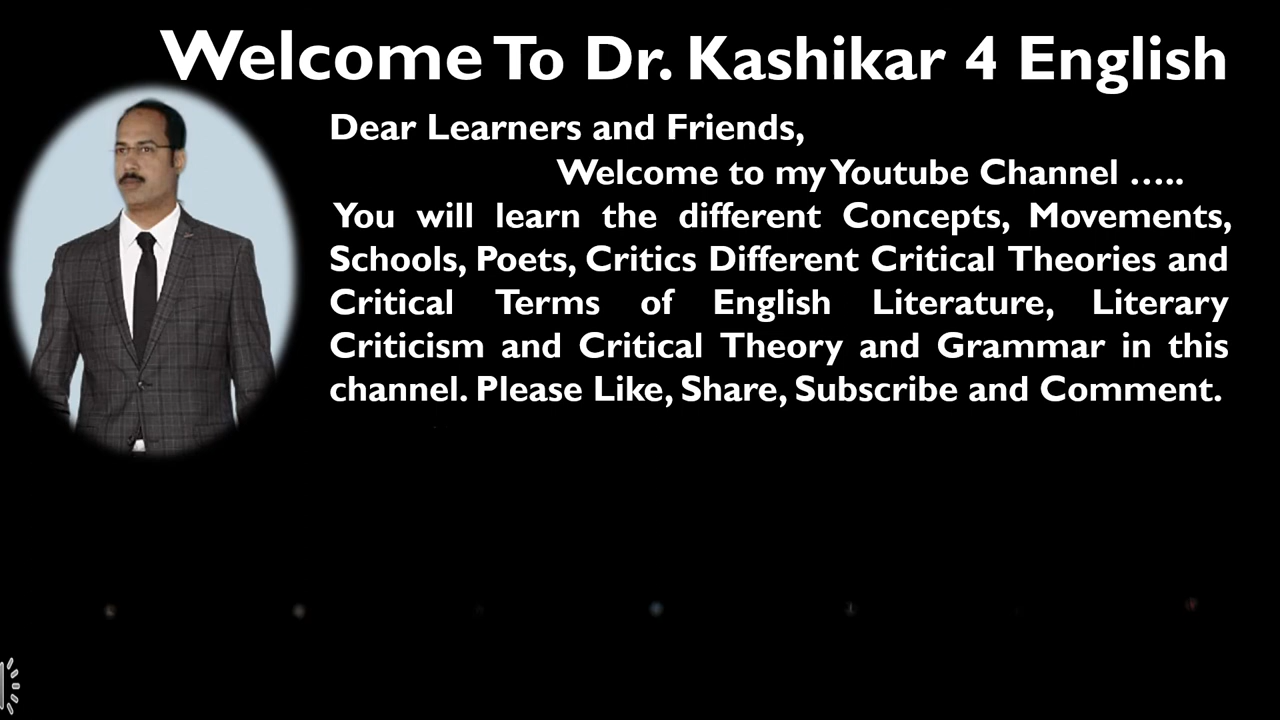 Welcome To Dr. Kashikar 4 English
Dear Learners and Friends,
Welcome to my Youtube Channel …..
You will learn the different Concepts, Movements,
Schools, Poets, Critics Different Critical Theories and
Critical Terms of English Literature, Literary
Criticism and Critical Theory and Grammar in this
channel. Please Like, Share, Subscribe and Comment.